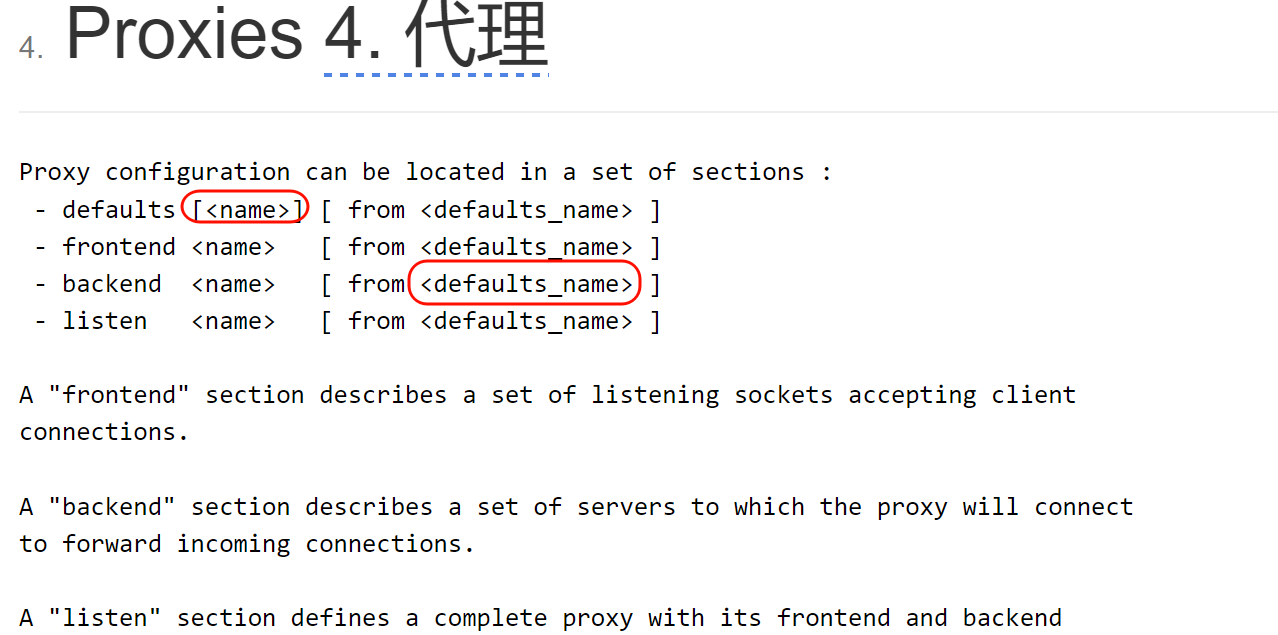 4. Proxies 4. 代理
Proxy configuration can be located in a set of sections :
- defaults [<name>] [ from <defaults_name> ]
- frontend <name> [ from <defaults_name> ]
- backend <name> [ from <defaults_name> ]
- listen <name> [ from <defaults_name> ]
A "frontend" section describes a set of listening sockets accepting client
connections.
A "backend" section describes a set of servers to which the proxy will connect
to forward incoming connections.
A "listen" section defines a complete proxy with its frontend and backend